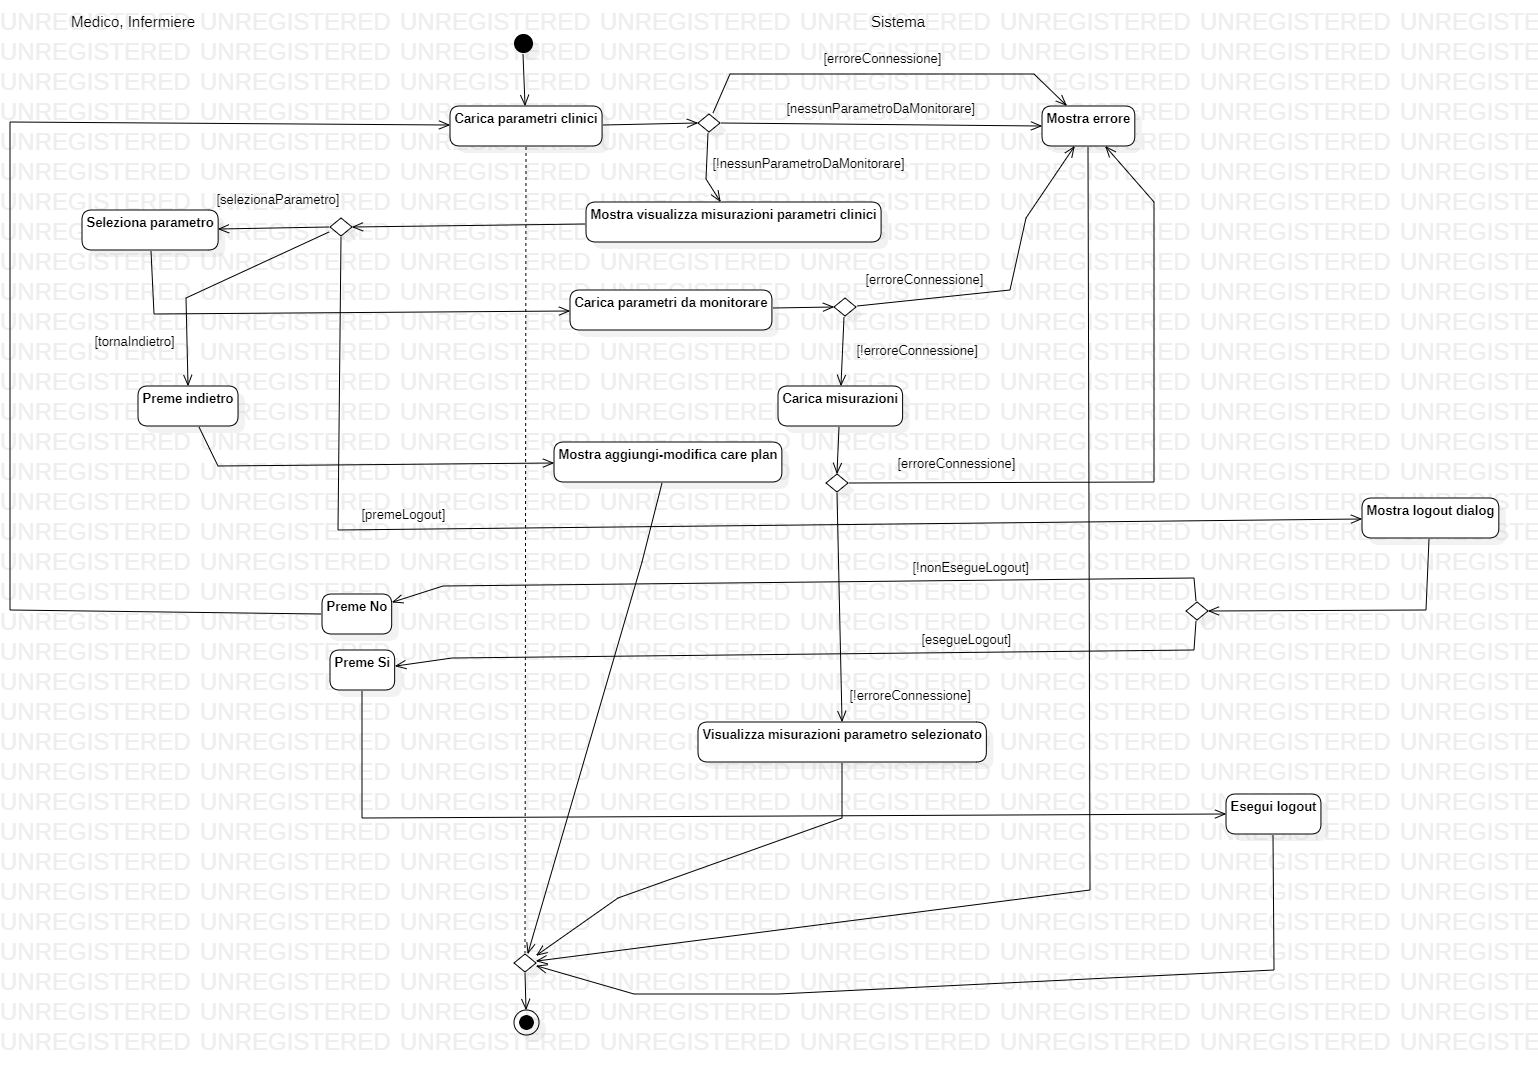 Medico, Infermiere
Sistema
[erroreConnessione]
Carica parametri clinici
[nessunParametroDaMonitorare]
Mostra errore
[!nessunParametroDaMonitorare]
[selezionaParametro]
Seleziona parametro
Mostra visualizza misurazioni parametri clinici
[erroreConnessione]
Carica parametri da monitorare
[tornaIndietro]
[!erroreConnessione]
Preme indietro
Carica misurazioni
Mostra aggiungi-modifica care plan
[erroreConnessione]
[premeLogout]
Mostra logout dialog
[!nonEsegueLogout]
Preme No
[esegueLogout]
Preme Si
[!erroreConnessione]
Visualizza misurazioni parametro selezionato
Esegui logout
UNREGISTERED